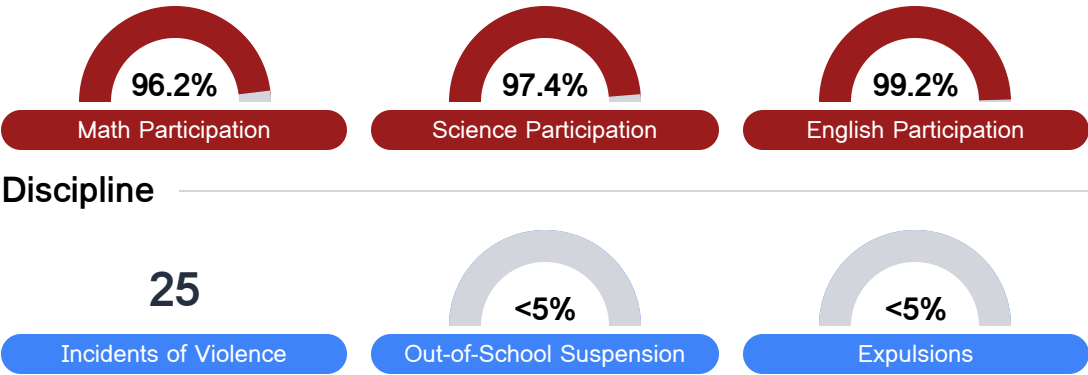 96.2% 97.4% 99.2%
Math Participation Science Participation English Participation
Discipline
25 <5% <5%
Incidents of Violence Out-of-School Suspension Expulsions